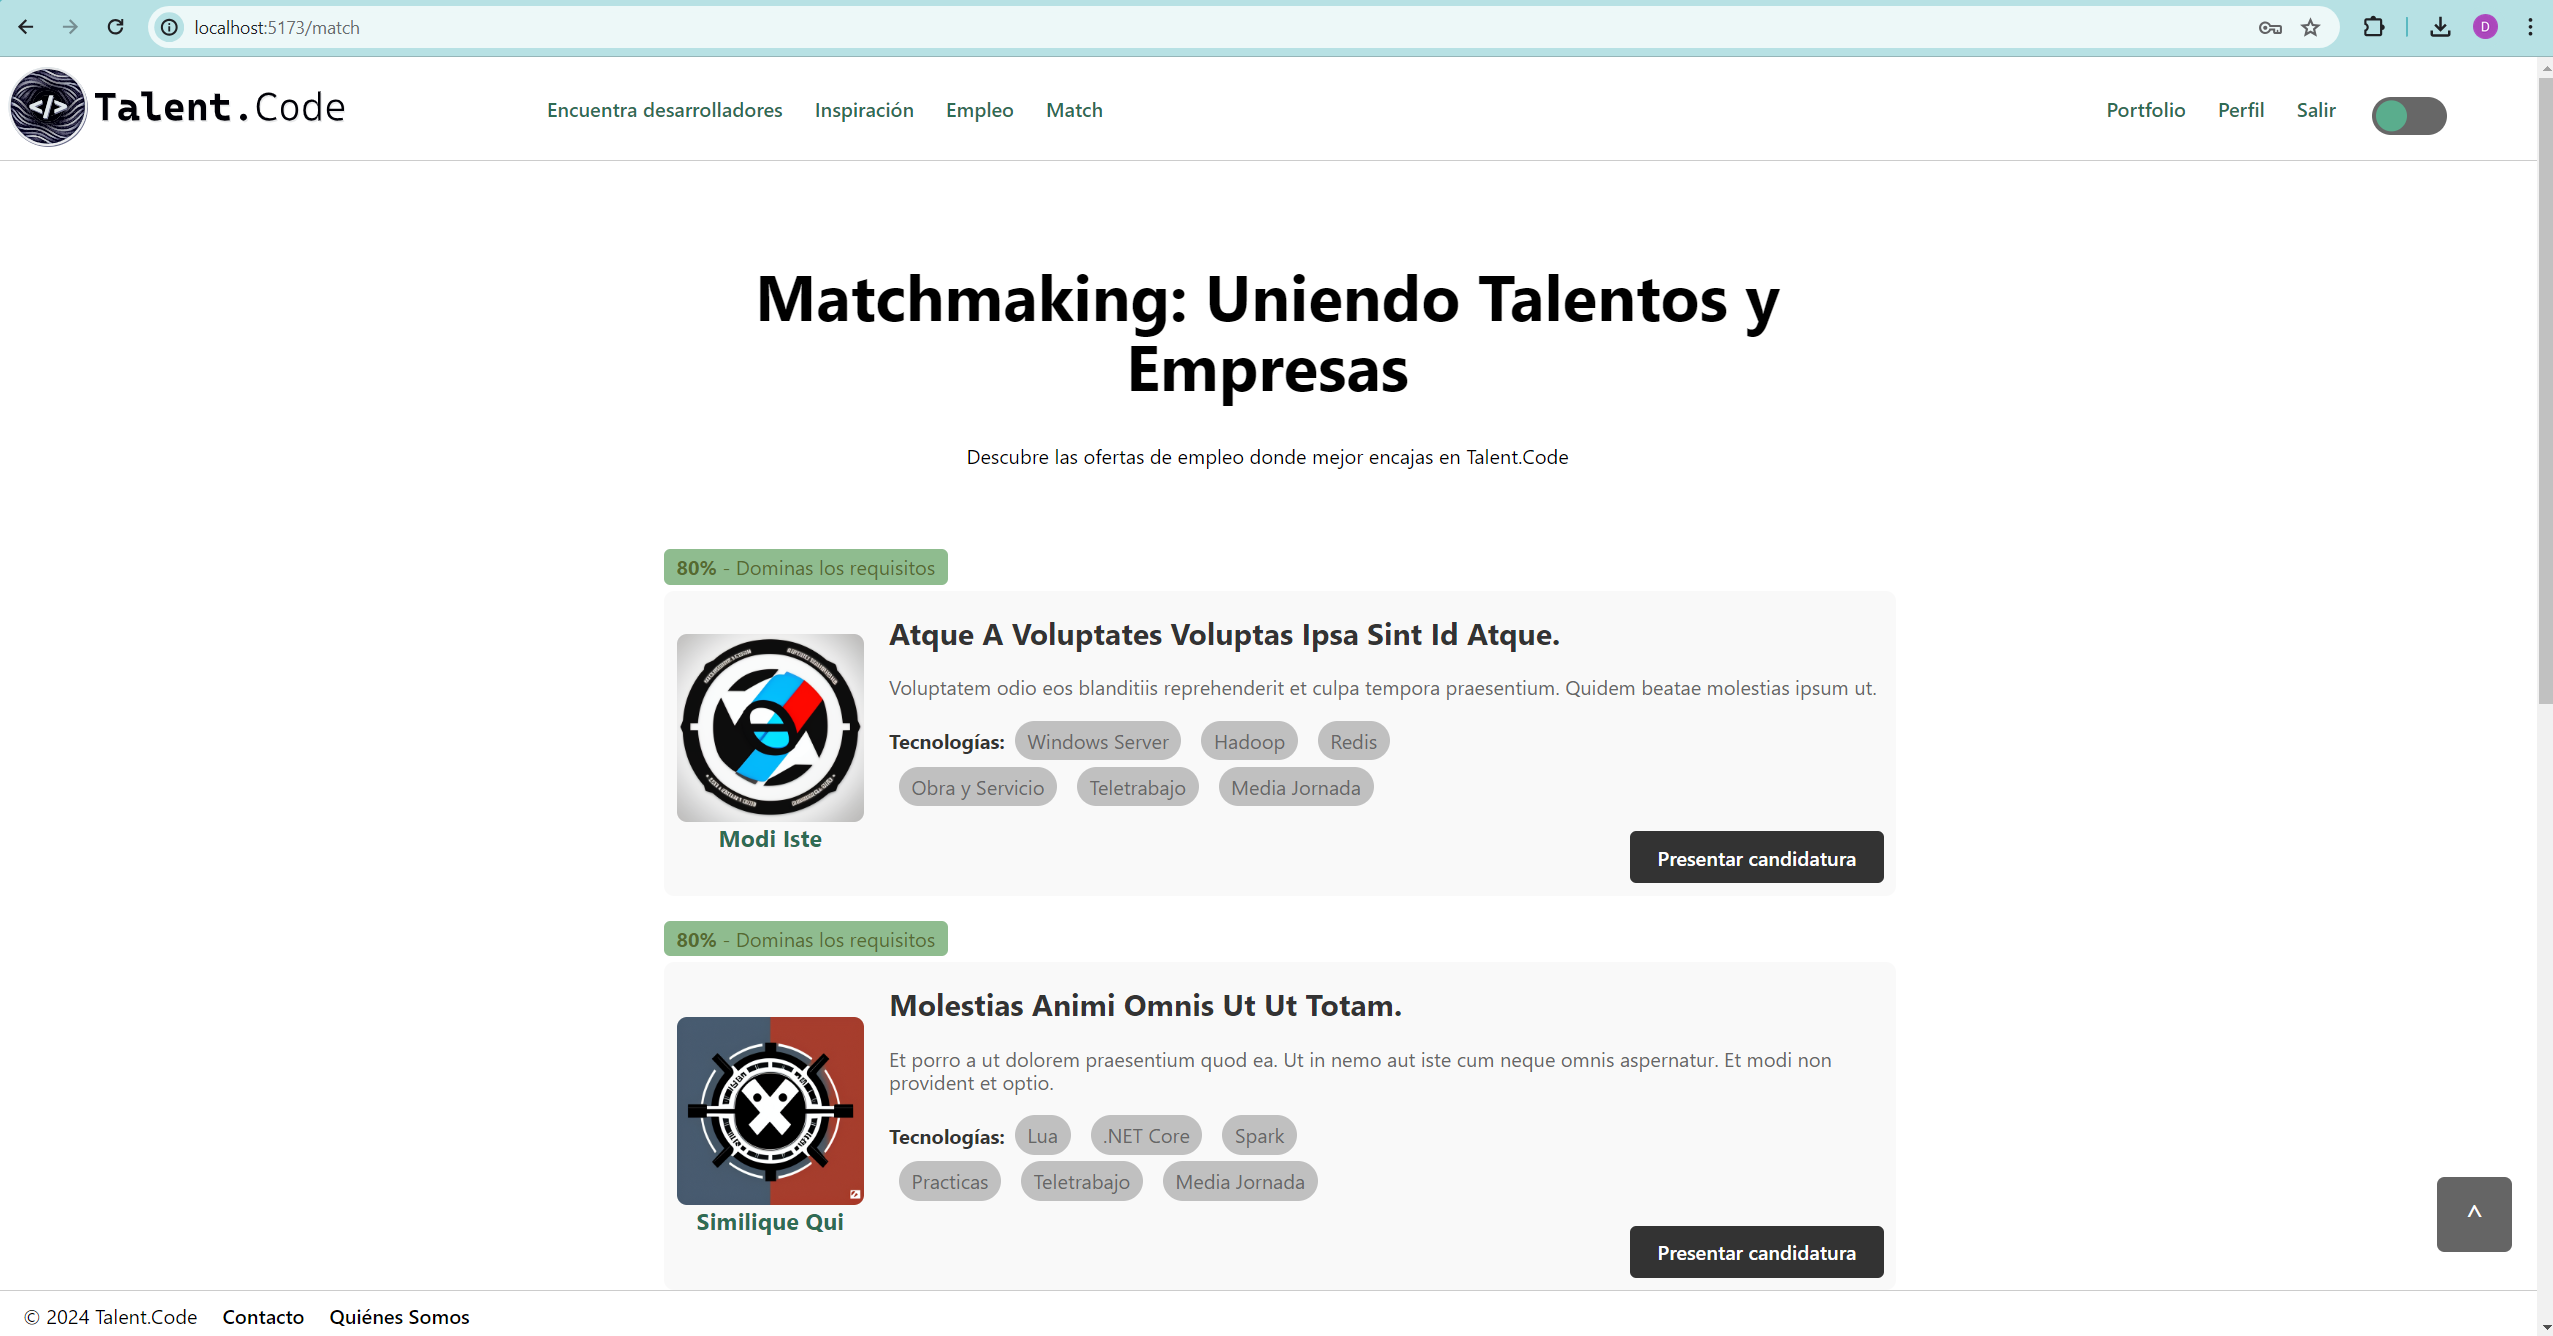 localhost:5173/match
D
</> Talent.Code
Encuentra desarrolladores Inspiración Empleo Match
Portfolio Perfil Salir
Matchmaking: Uniendo Talentos y
Empresas
Descubre las ofertas de empleo donde mejor encajas en Talent.Code
80% - Dominas los requisitos
Atque A Voluptates Voluptas Ipsa Sint Id Atque.
Voluptatem odio eos blanditiis reprehenderit et culpa tempora praesentium. Quidem beatae molestias ipsum ut.
Tecnologías: Windows Server Hadoop Redis
Obra y Servicio Teletrabajo Media Jornada
Modi Iste
Presentar candidatura
80% - Dominas los requisitos
Molestias Animi Omnis Ut Ut Totam.
Et porro a ut dolorem praesentium quod ea. Ut in nemo aut iste cum neque omnis aspernatur. Et modi non
provident et optio.
Tecnologías: Lua .NET Core Spark
Practicas Teletrabajo Media Jornada
Similique Qui
Presentar candidatura
^
© 2024 Talent.Code Contacto Quiénes Somos